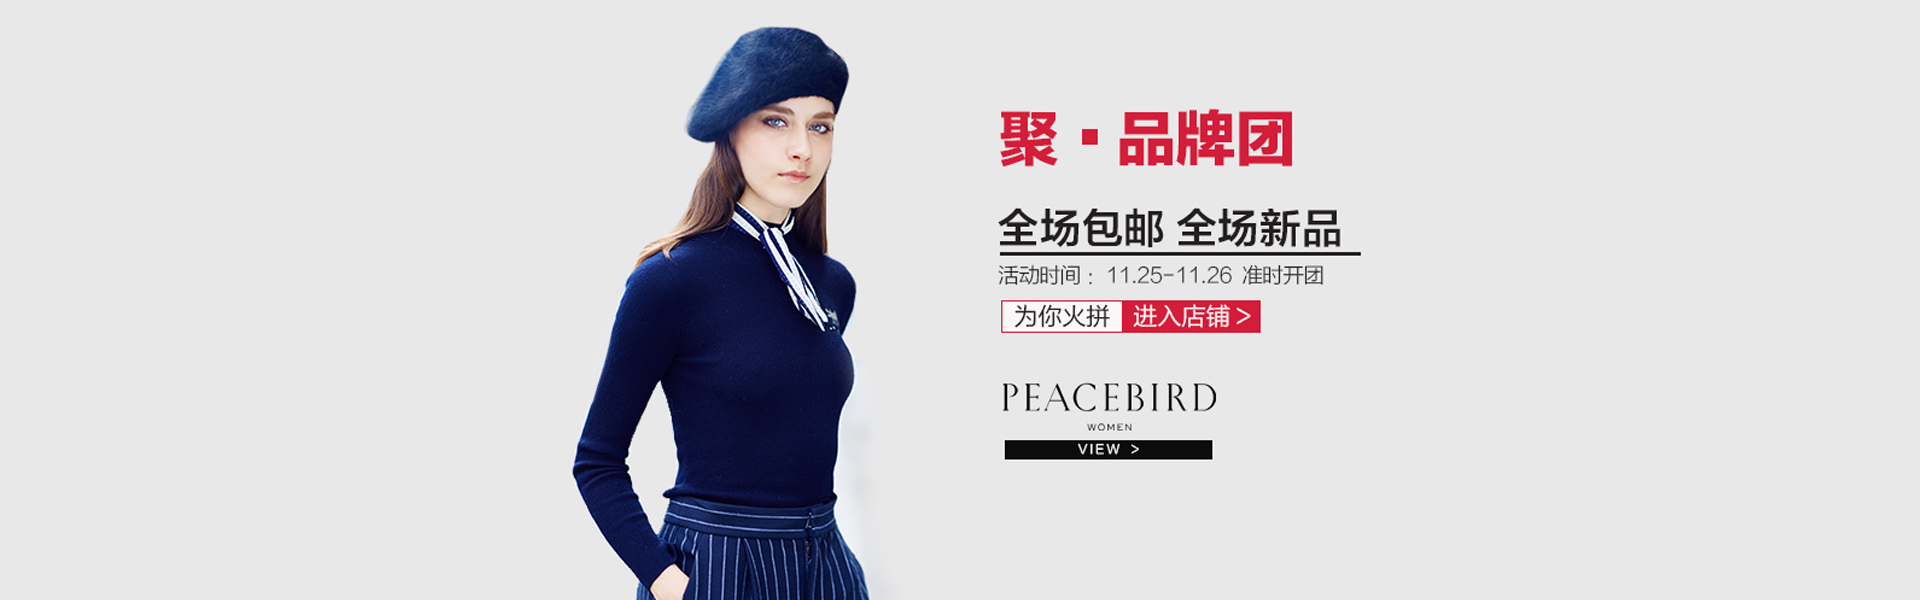 聚·品牌团
全场包邮 全场新品
活动时间：11.25-11.26 准时开团
为你火拼 进入店铺 >
PEACEBIRD
WOMEN
VIEW >